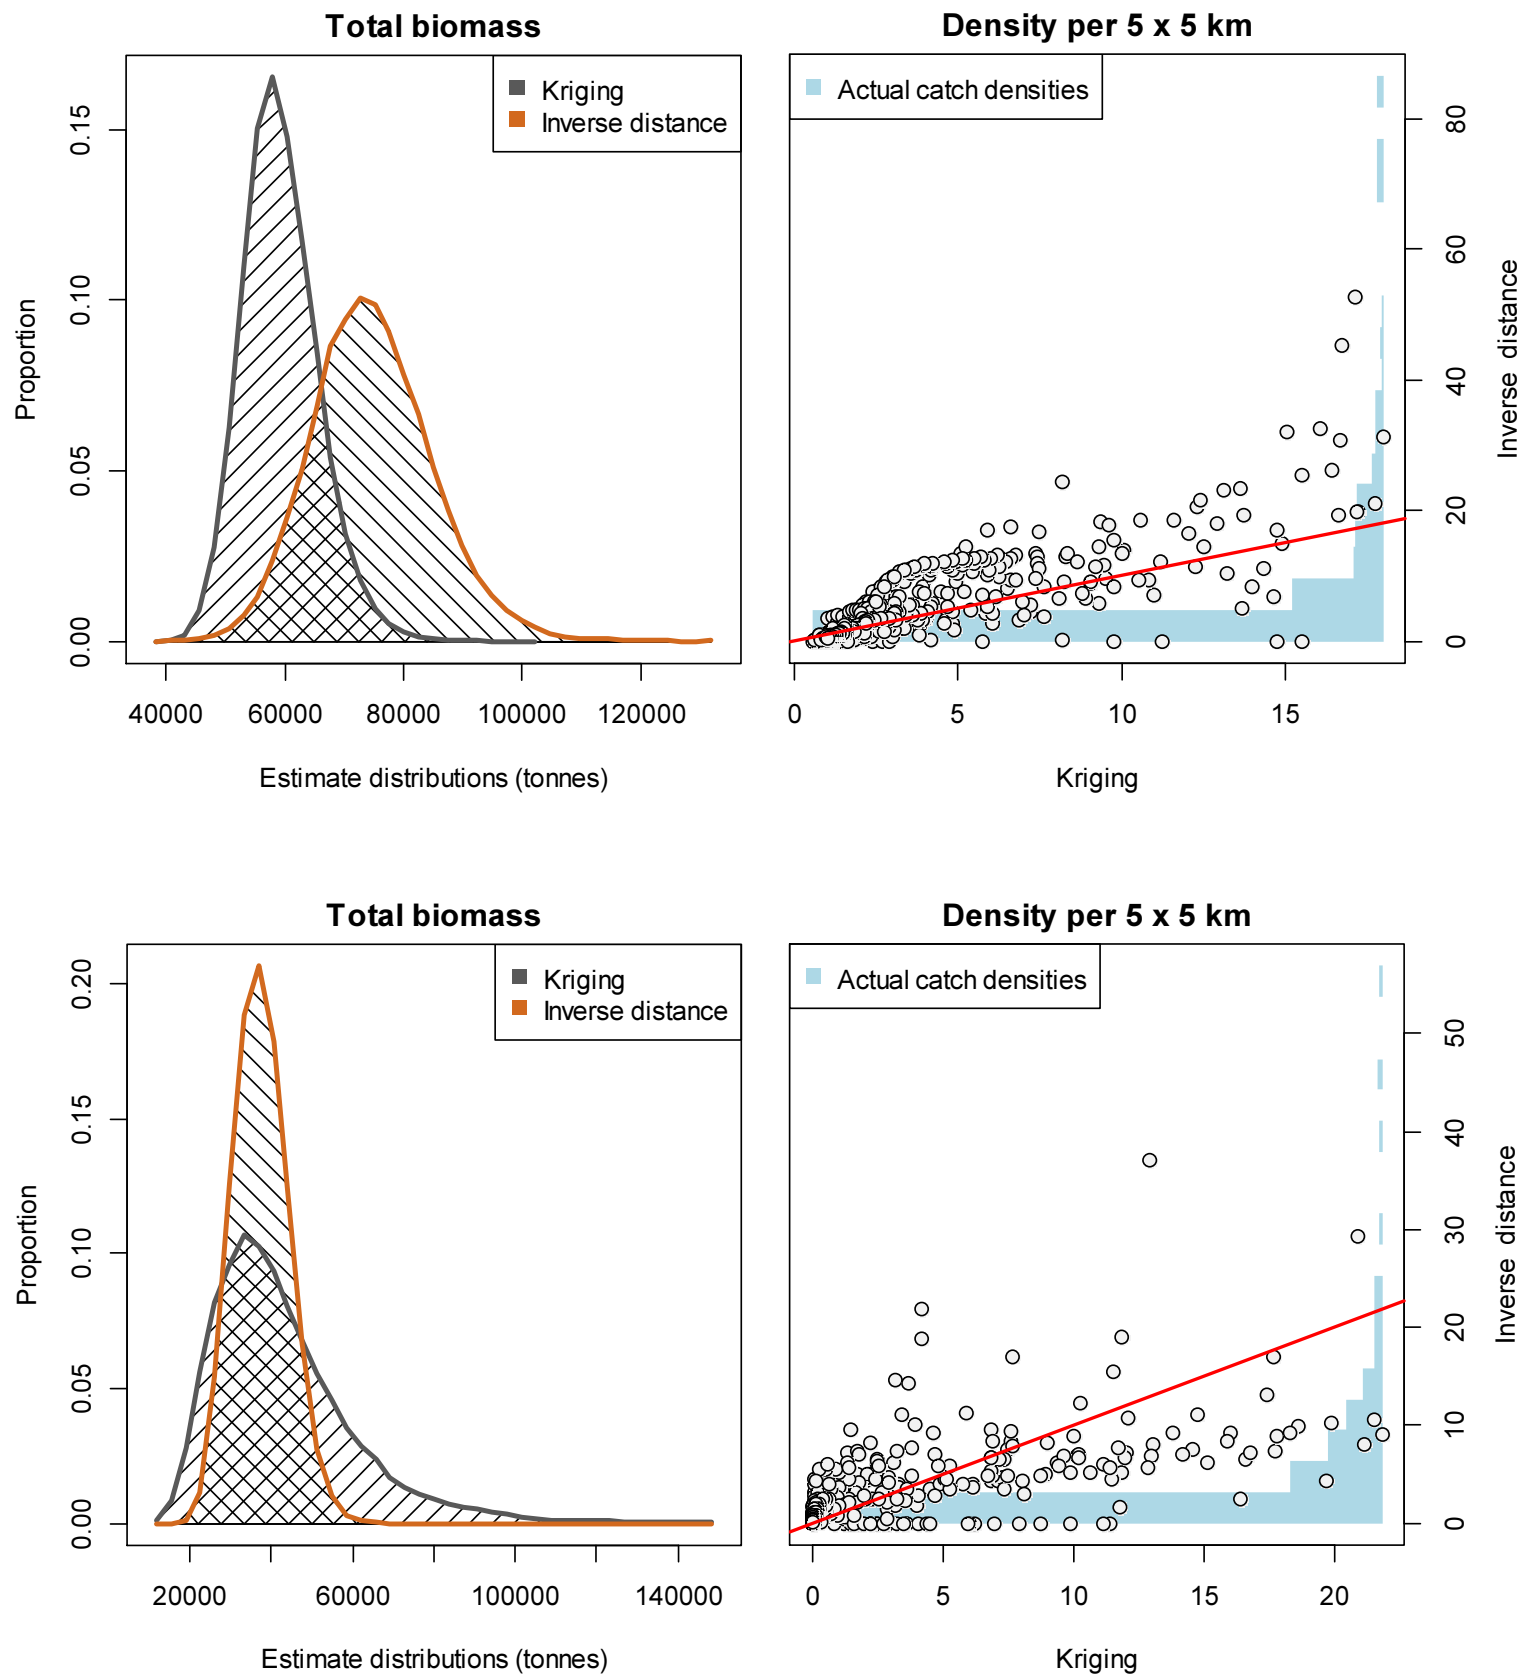 Total biomass
Kriging
Inverse distance
Proportion
0.00
0.05
0.10
0.15
40000 60000 80000 100000 120000
Estimate distributions (tonnes)
Density per 5 x 5 km
Actual catch densities
Inverse distance
0
20
40
60
80
0 5 10 15
Kriging
Total biomass
Kriging
Inverse distance
Proportion
0.00
0.05
0.10
0.15
0.20
20000 60000 100000 140000
Estimate distributions (tonnes)
Density per 5 x 5 km
Actual catch densities
Inverse distance
0
10
20
30
40
50
0 5 10 15 20
Kriging